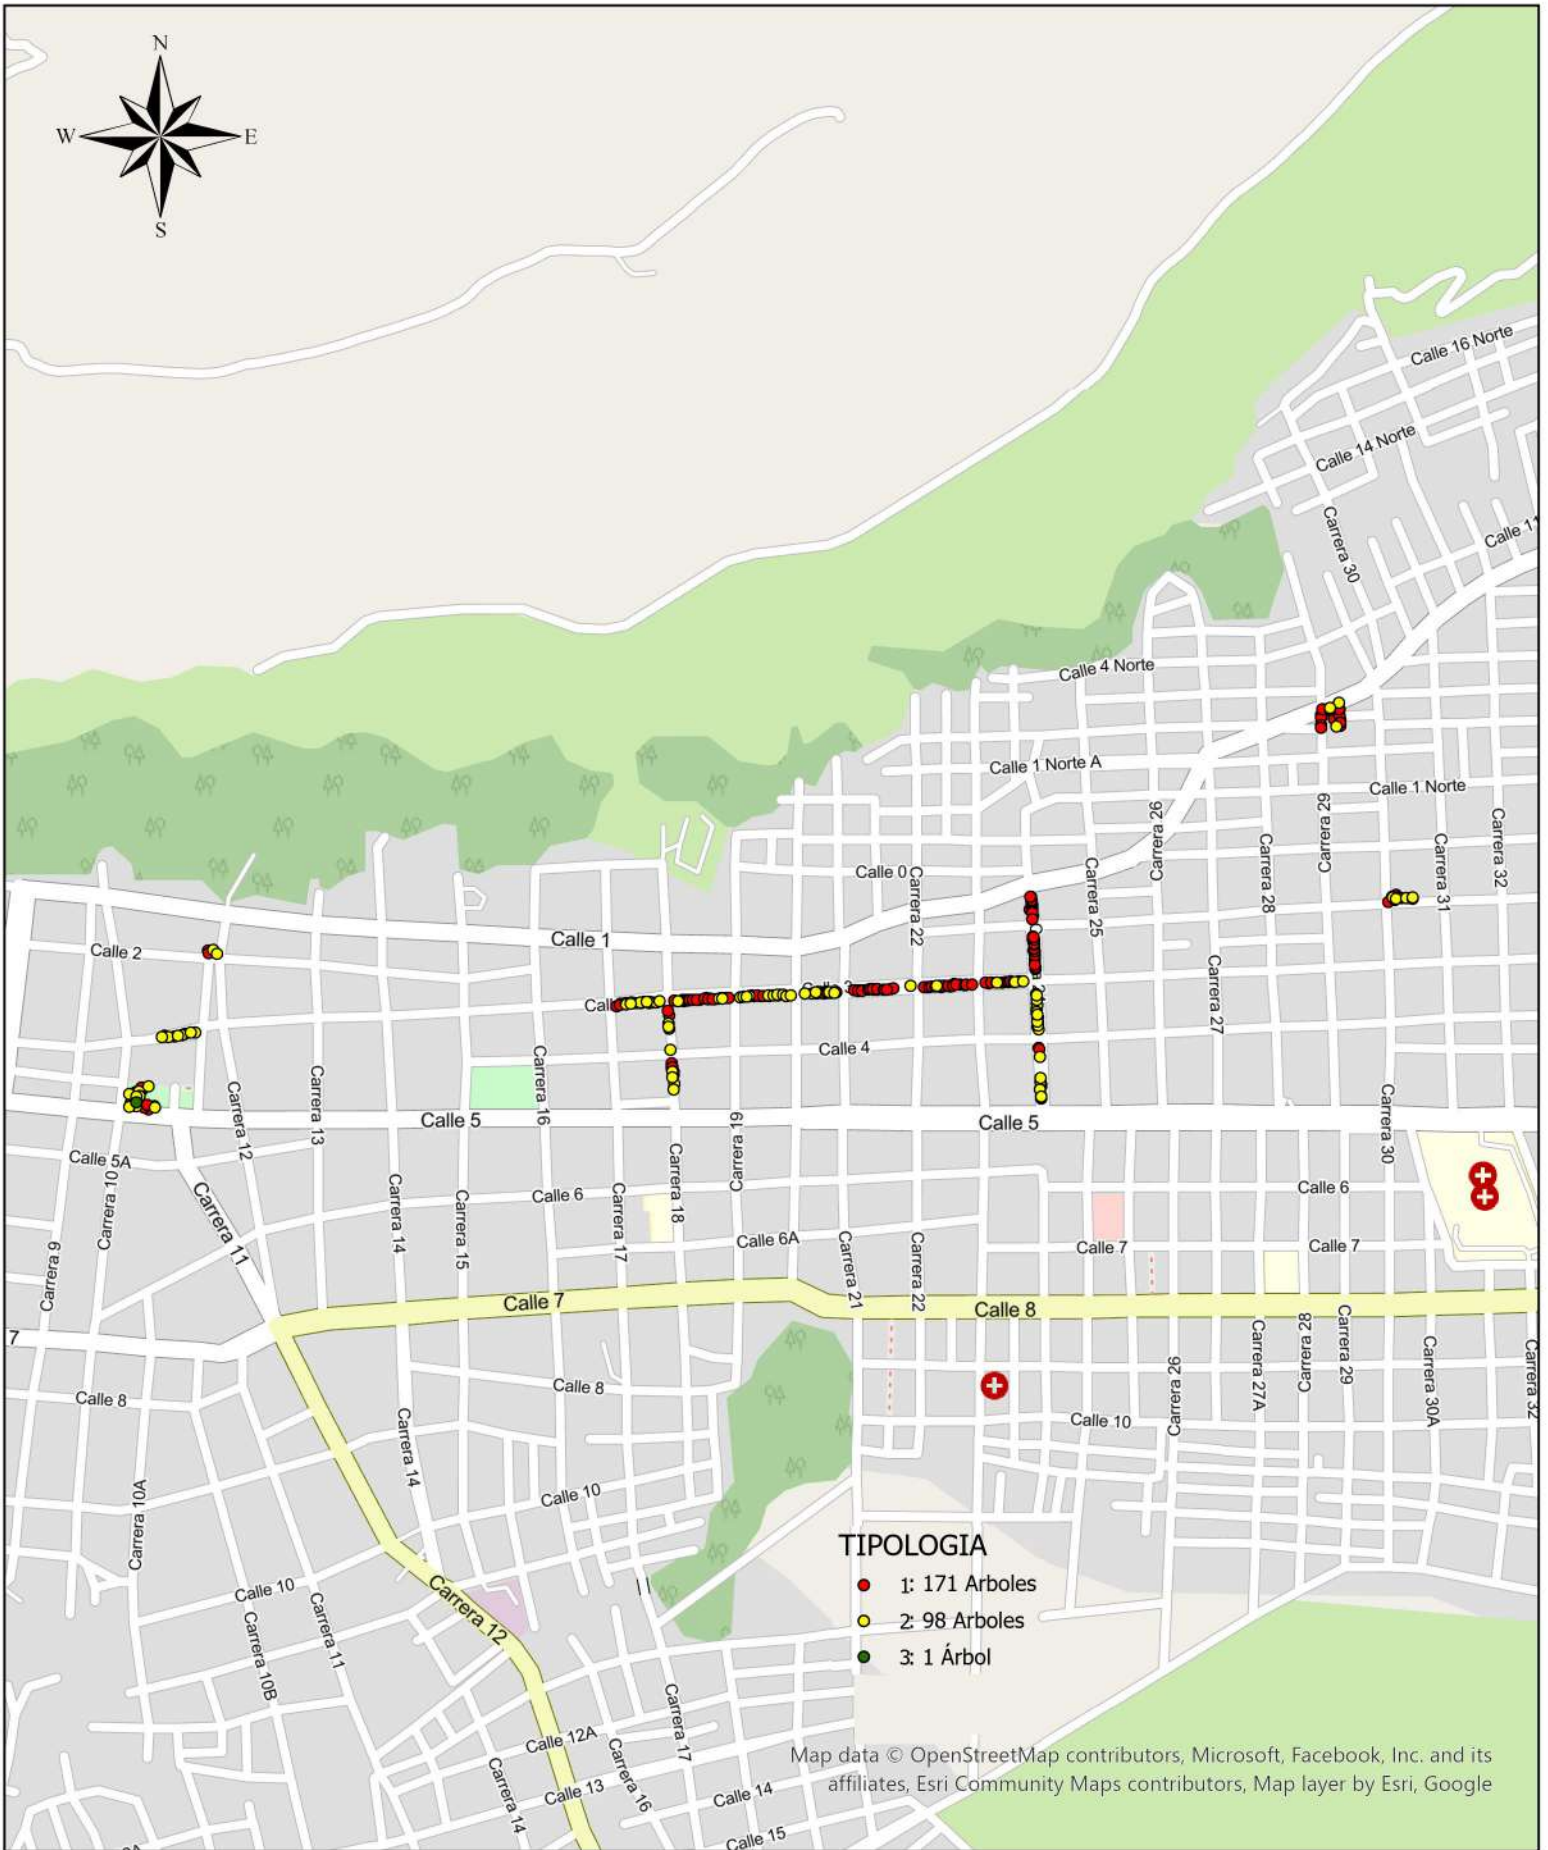 N
W
E
S
Calle 16 Norte
Calle 14 Norte
Carrera 30
Calle 11
Calle 4 Norte
Calle 1 Norte A
Calle 1 Norte
Carrera 26
Carrera 29
Carrera 32
Calle 0
Carrera 22
Carrera 25
Carrera 28
Carrera 31
Calle 1
Calle 2
Carrera 27
Calle 4
Carrera 16
Carrera 12
Carrera 13
Calle 5
Calle 5
Carrera 19
Carrera 30
Calle 5A
Carrera 10
Carrera 11
Carrera 14
Carrera 15
Calle 6
Carrera 17
Carrera 18
Calle 6
Calle 6A
Carrera 21
Carrera 22
Calle 7
Calle 7
Carrera 9
Calle 7
Calle 8
7
Carrera 28
Carrera 29
Carrera 27A
Carrera 26
Carrera 30A
Carrera 32
Calle 8
Calle 8
Carrera 14
Calle 10
Carrera 10A
Calle 10
TIPOLOGIA
1: 171 Arboles
2: 98 Arboles
3: 1 Árbol
Calle 10
Carrera 12
Carrera 10B
Carrera 11
Carrera 17
Calle 12A
Carrera 16
Calle 13
Carrera 14
Calle 14
Calle 15
Map data © OpenStreetMap contributors, Microsoft, Facebook, Inc. and its
affiliates, Esri Community Maps contributors, Map layer by Esri, Google